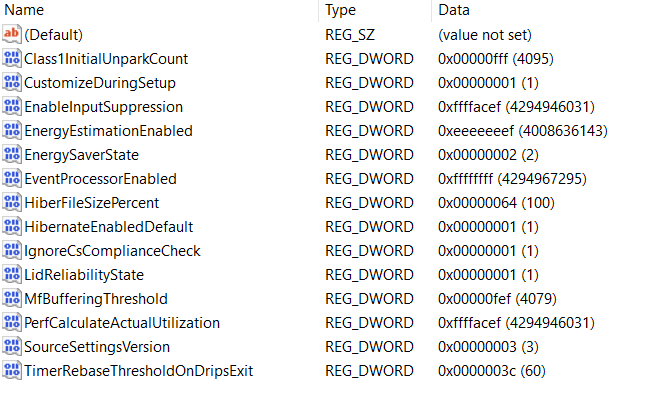 Name Type Data
(Default) REG_SZ (value not set)
Class1InitialUnparkCount REG_DWORD 0x00000fff (4095)
CustomizeDuringSetup REG_DWORD 0x00000001 (1)
EnableInputSuppression REG_DWORD 0xffffacef (4294946031)
EnergyEstimationEnabled REG_DWORD 0xeeeeeeef (4008636143)
EnergySaverState REG_DWORD 0x00000002 (2)
EventProcessorEnabled REG_DWORD 0xffffffff (4294967295)
HiberFileSizePercent REG_DWORD 0x00000064 (100)
HibernateEnabledDefault REG_DWORD 0x00000001 (1)
IgnoreCsComplianceCheck REG_DWORD 0x00000001 (1)
LidReliabilityState REG_DWORD 0x00000001 (1)
MfBufferingThreshold REG_DWORD 0x00000fef (4079)
PerfCalculateActualUtilization REG_DWORD 0xffffacef (4294946031)
SourceSettingsVersion REG_DWORD 0x00000003 (3)
TimerRebaseThresholdOnDripsExit REG_DWORD 0x0000003c (60)